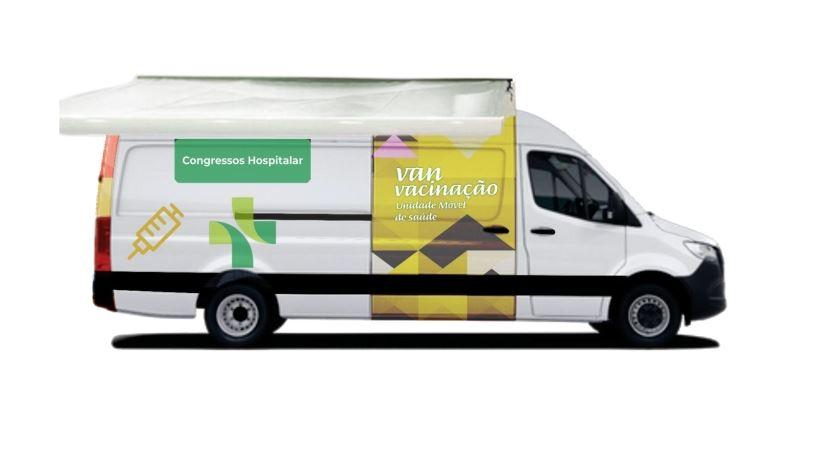 Congressos Hospitalar
van
vacinação
Unidade Móvel
de saúde